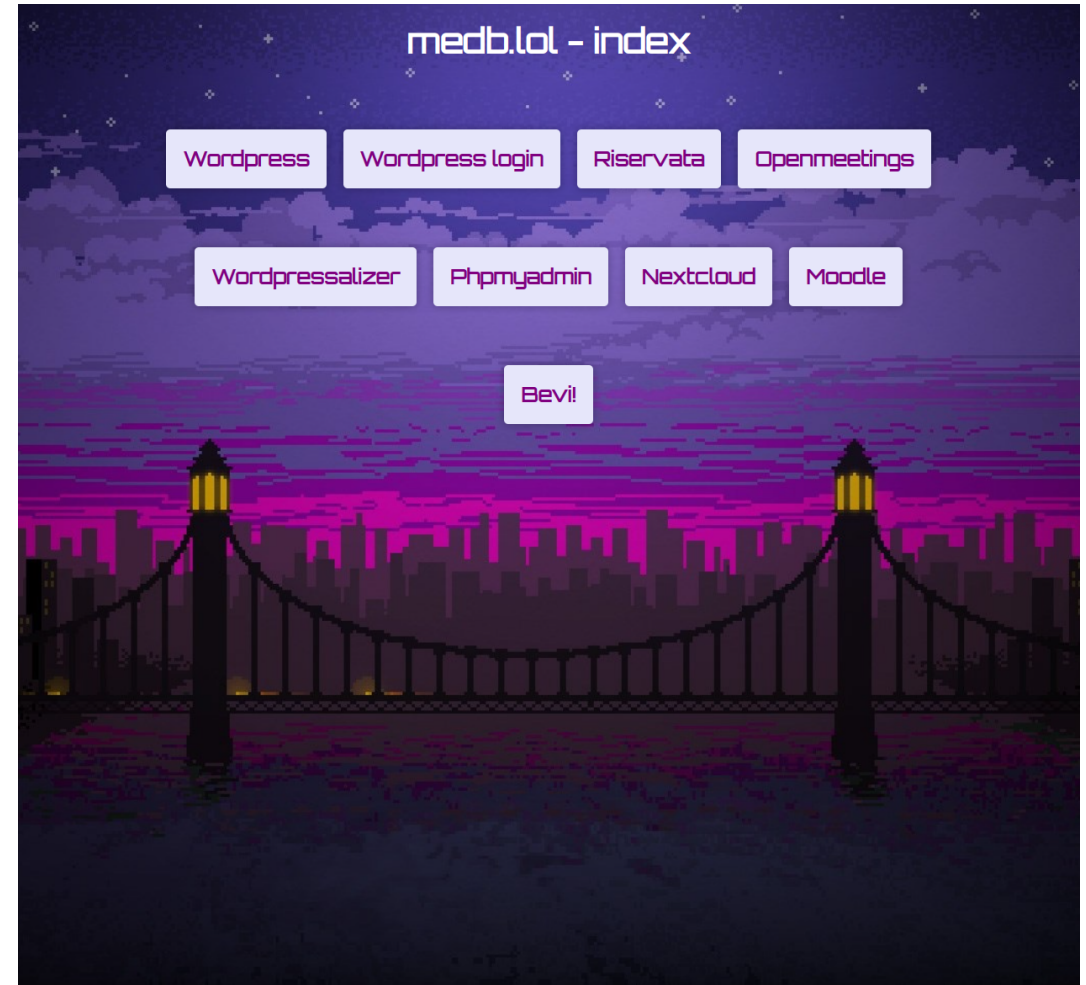 medb.lol - index
Wordpress Wordpress login Riservata Openmeetings
Wordpressalizer Phpmyadmin Nextcloud Moodle
Bevi!